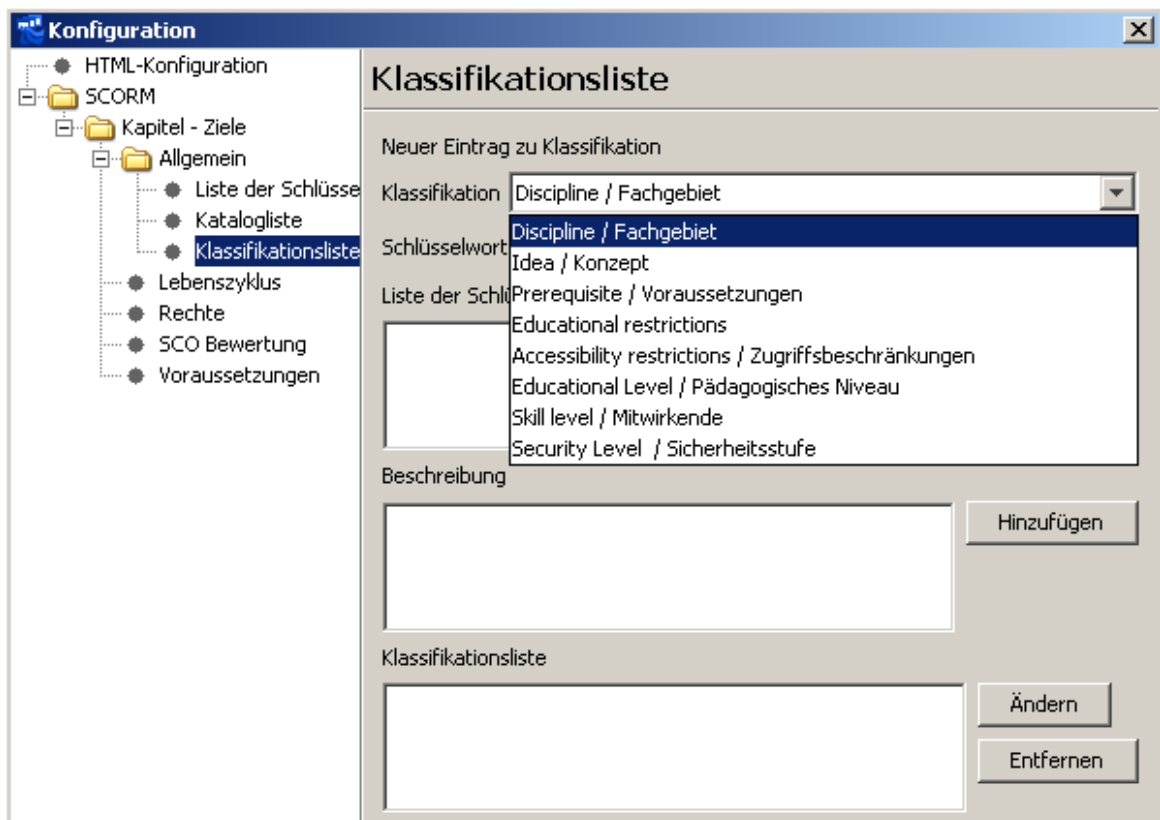 Konfiguration
HTML-Konfiguration
SCORM
Kapitel - Ziele
Allgemein
Liste der Schlüsse
Katalogliste
Klassifikationsliste
Lebenszyklus
Rechte
SCO Bewertung
Voraussetzungen
Klassifikationsliste
Neuer Eintrag zu Klassifikation
Klassifikation Discipline / Fachgebiet
Discipline / Fachgebiet
Schlüsselwort
Idea / Konzept
Liste der Schlü
Prerequisite / Voraussetzungen
Educational restrictions
Accessibility restrictions / Zugriffsbeschränkungen
Educational Level / Pädagogisches Niveau
Skill level / Mitwirkende
Security Level  / Sicherheitsstufe
Beschreibung
Hinzufügen
Klassifikationsliste
Ändern
Entfernen